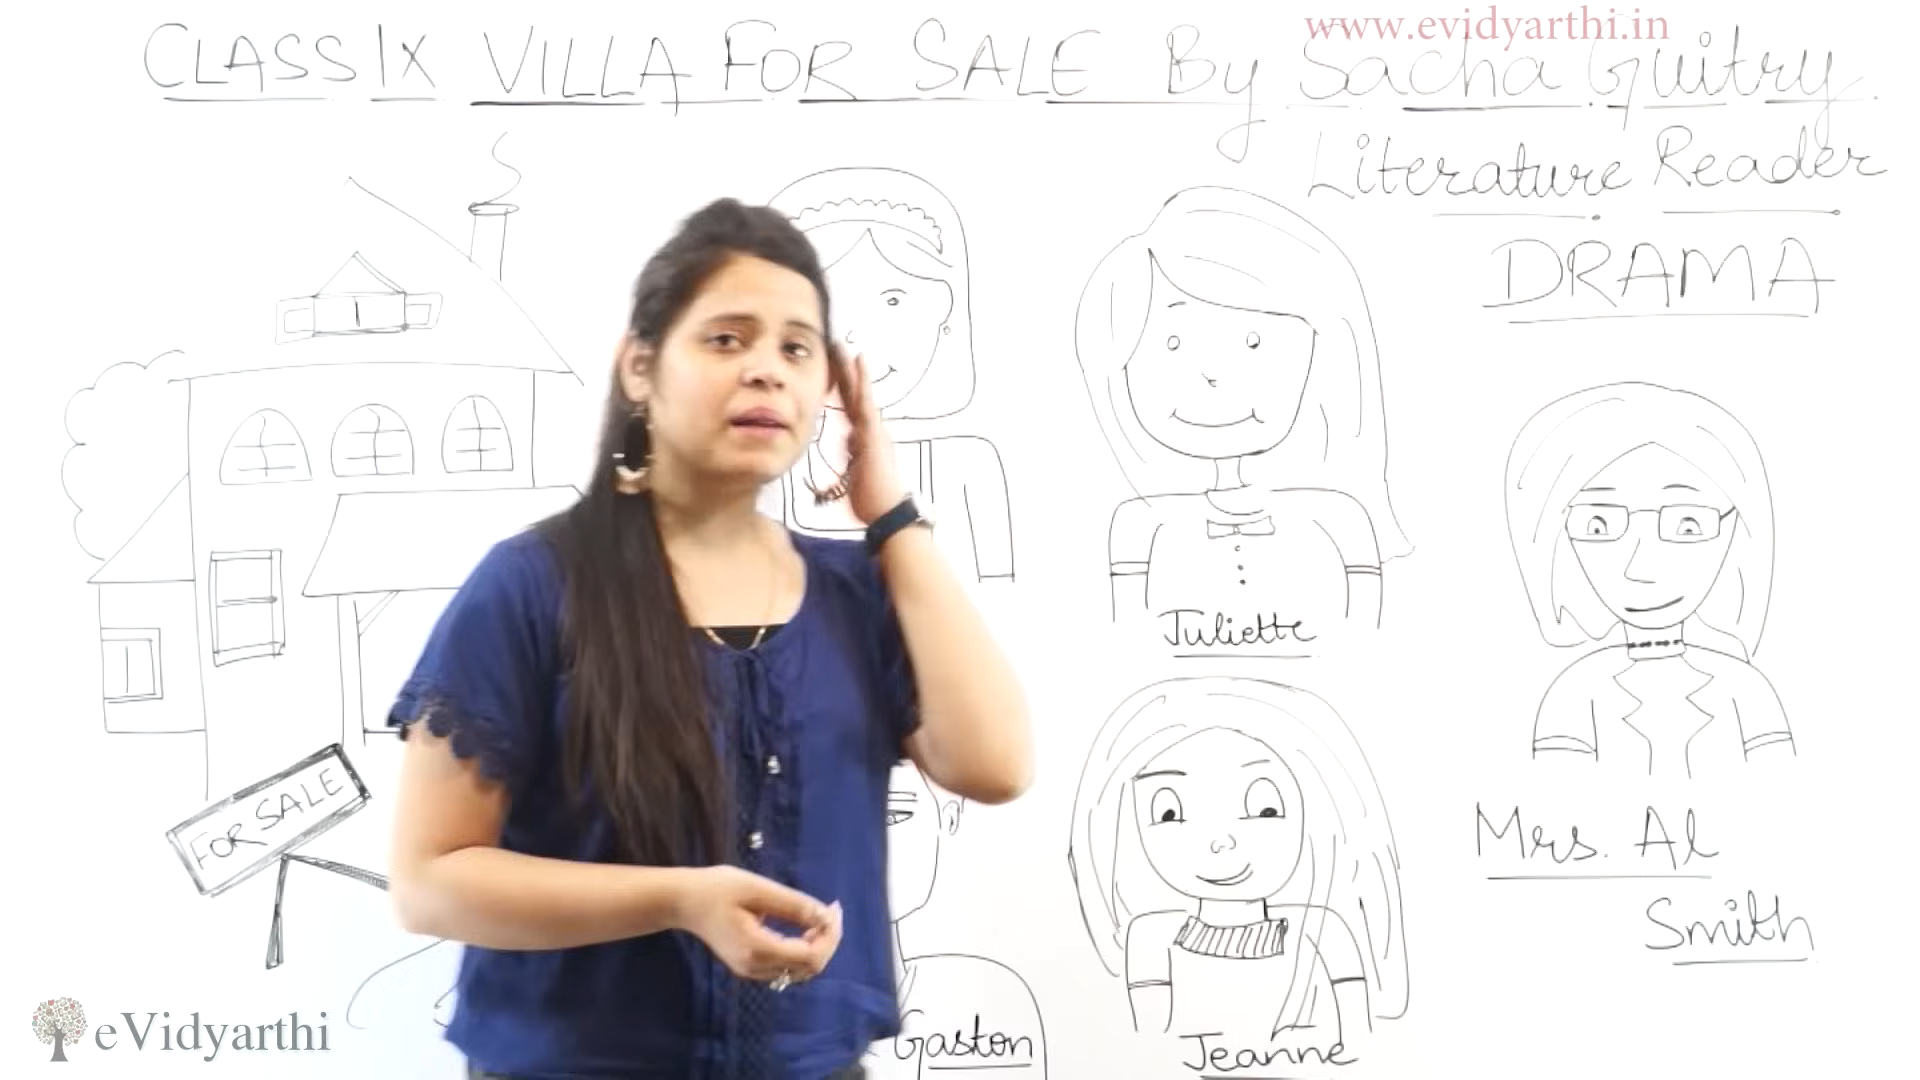 www.evidyarthi.in
CLASS IX VILLA FOR SALE By Sacha Guitry
Literature Reader
DRAMA
Juliette
FOR SALE
Mrs. Al
Smith
Gaston
Jeanne
eVidyarthi